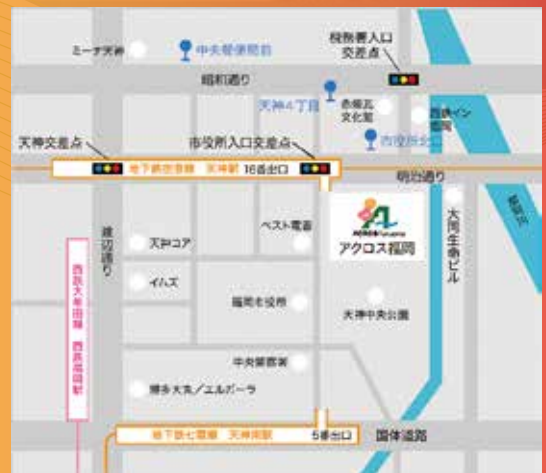 税務署入口
交差点
ミーナ天神
中央郵便局前
昭和通り
天神4丁目
赤煉瓦
文化館
西鉄イン
福岡
天神交差点
市役所入口交差点
市役所北口
地下鉄空港線 天神駅 16番出口
明治通り
渡辺通り
ベスト電器
天神コア
アクロス福岡
大同生命ビル
イムズ
福岡市役所
天神中央公園
西鉄大牟田線 西鉄福岡駅
中央警察署
博多大丸/エルガーラ
地下鉄七隈線 天神南駅 5番出口
国体道路